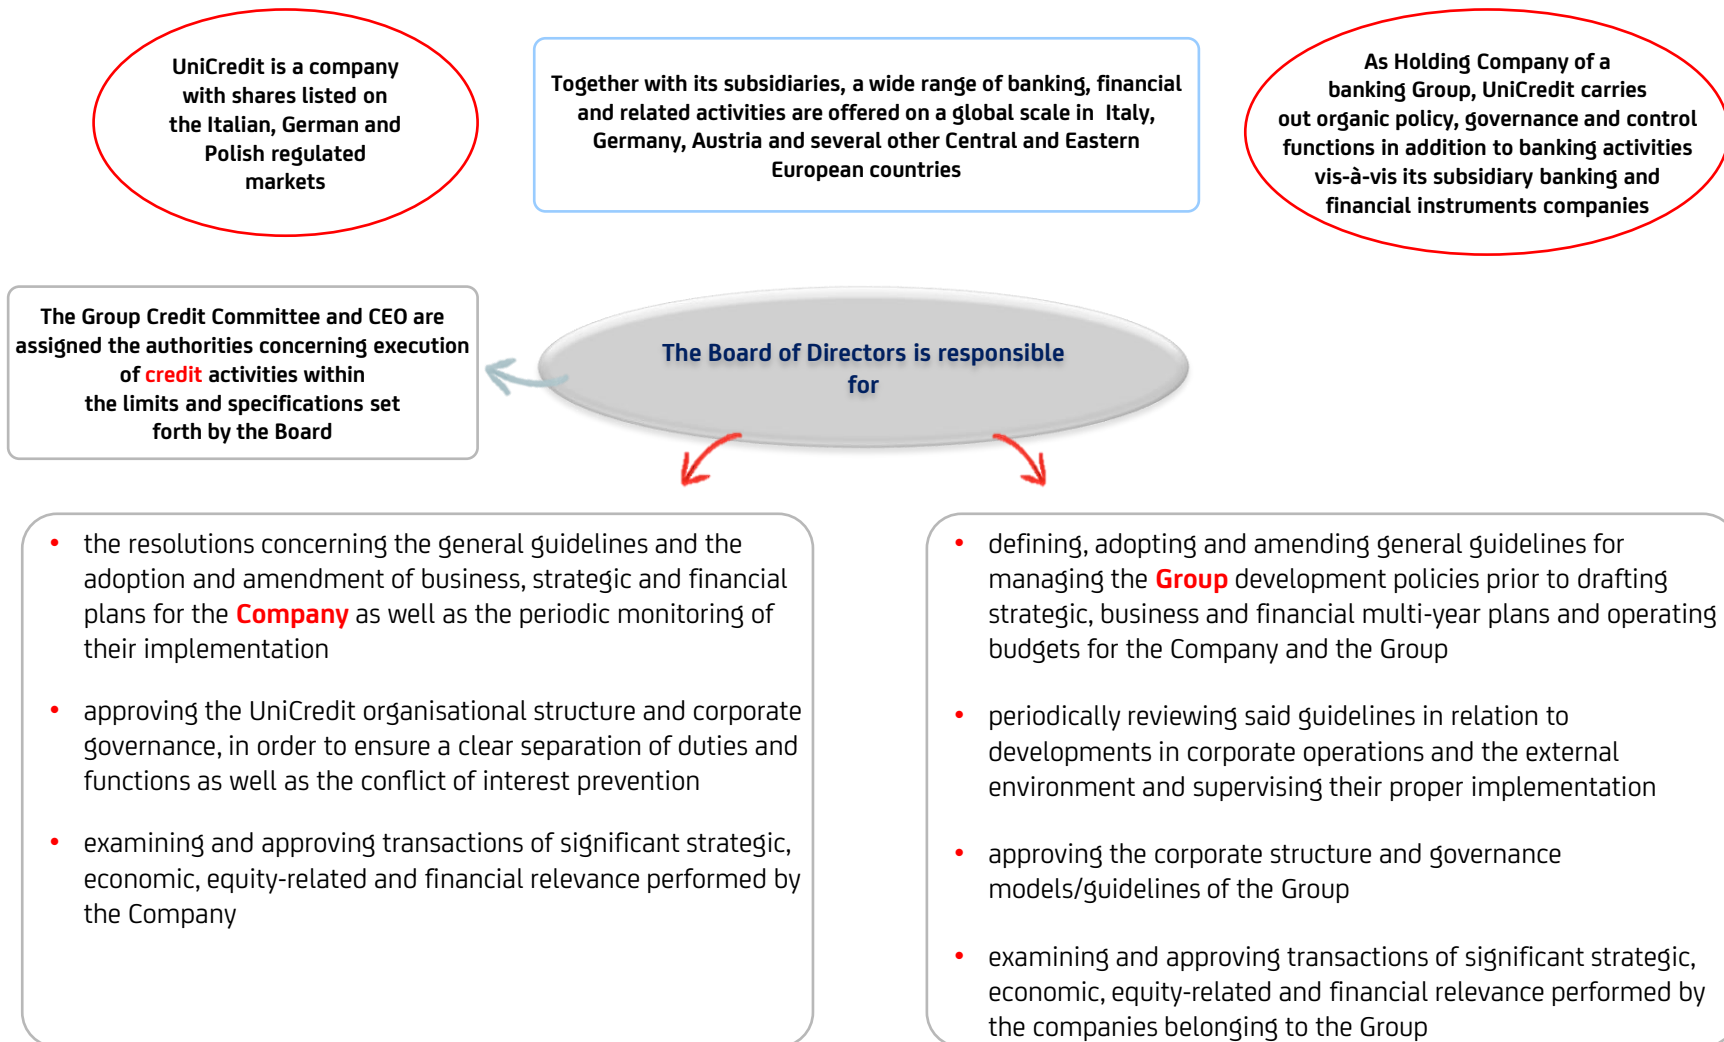 UniCredit is a company
with shares listed on
the Italian, German and
Polish regulated
markets
Together with its subsidiaries, a wide range of banking, financial
and related activities are offered on a global scale in Italy,
Germany, Austria and several other Central and Eastern
European countries
As Holding Company of a
banking Group, UniCredit carries
out organic policy, governance and control
functions in addition to banking activities
vis-à-vis its subsidiary banking and
financial instruments companies
The Group Credit Committee and CEO are
assigned the authorities concerning execution
of credit activities within
the limits and specifications set
forth by the Board
The Board of Directors is responsible
for
• the resolutions concerning the general guidelines and the
adoption and amendment of business, strategic and financial
plans for the Company as well as the periodic monitoring of
their implementation
• approving the UniCredit organisational structure and corporate
governance, in order to ensure a clear separation of duties and
functions as well as the conflict of interest prevention
• examining and approving transactions of significant strategic,
economic, equity-related and financial relevance performed by
the Company
• defining, adopting and amending general guidelines for
managing the Group development policies prior to drafting
strategic, business and financial multi-year plans and operating
budgets for the Company and the Group
• periodically reviewing said guidelines in relation to
developments in corporate operations and the external
environment and supervising their proper implementation
• approving the corporate structure and governance
models/guidelines of the Group
• examining and approving transactions of significant strategic,
economic, equity-related and financial relevance performed by
the companies belonging to the Group